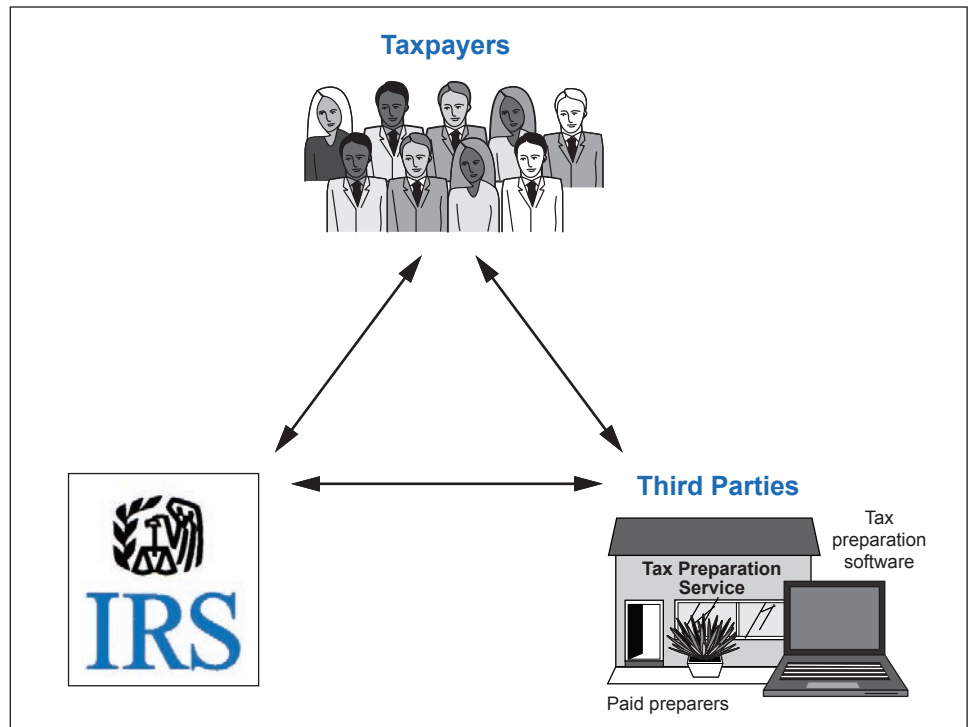 Taxpayers
IRS
Third Parties
Tax
preparation
software
Tax Preparation
Service
Paid preparers